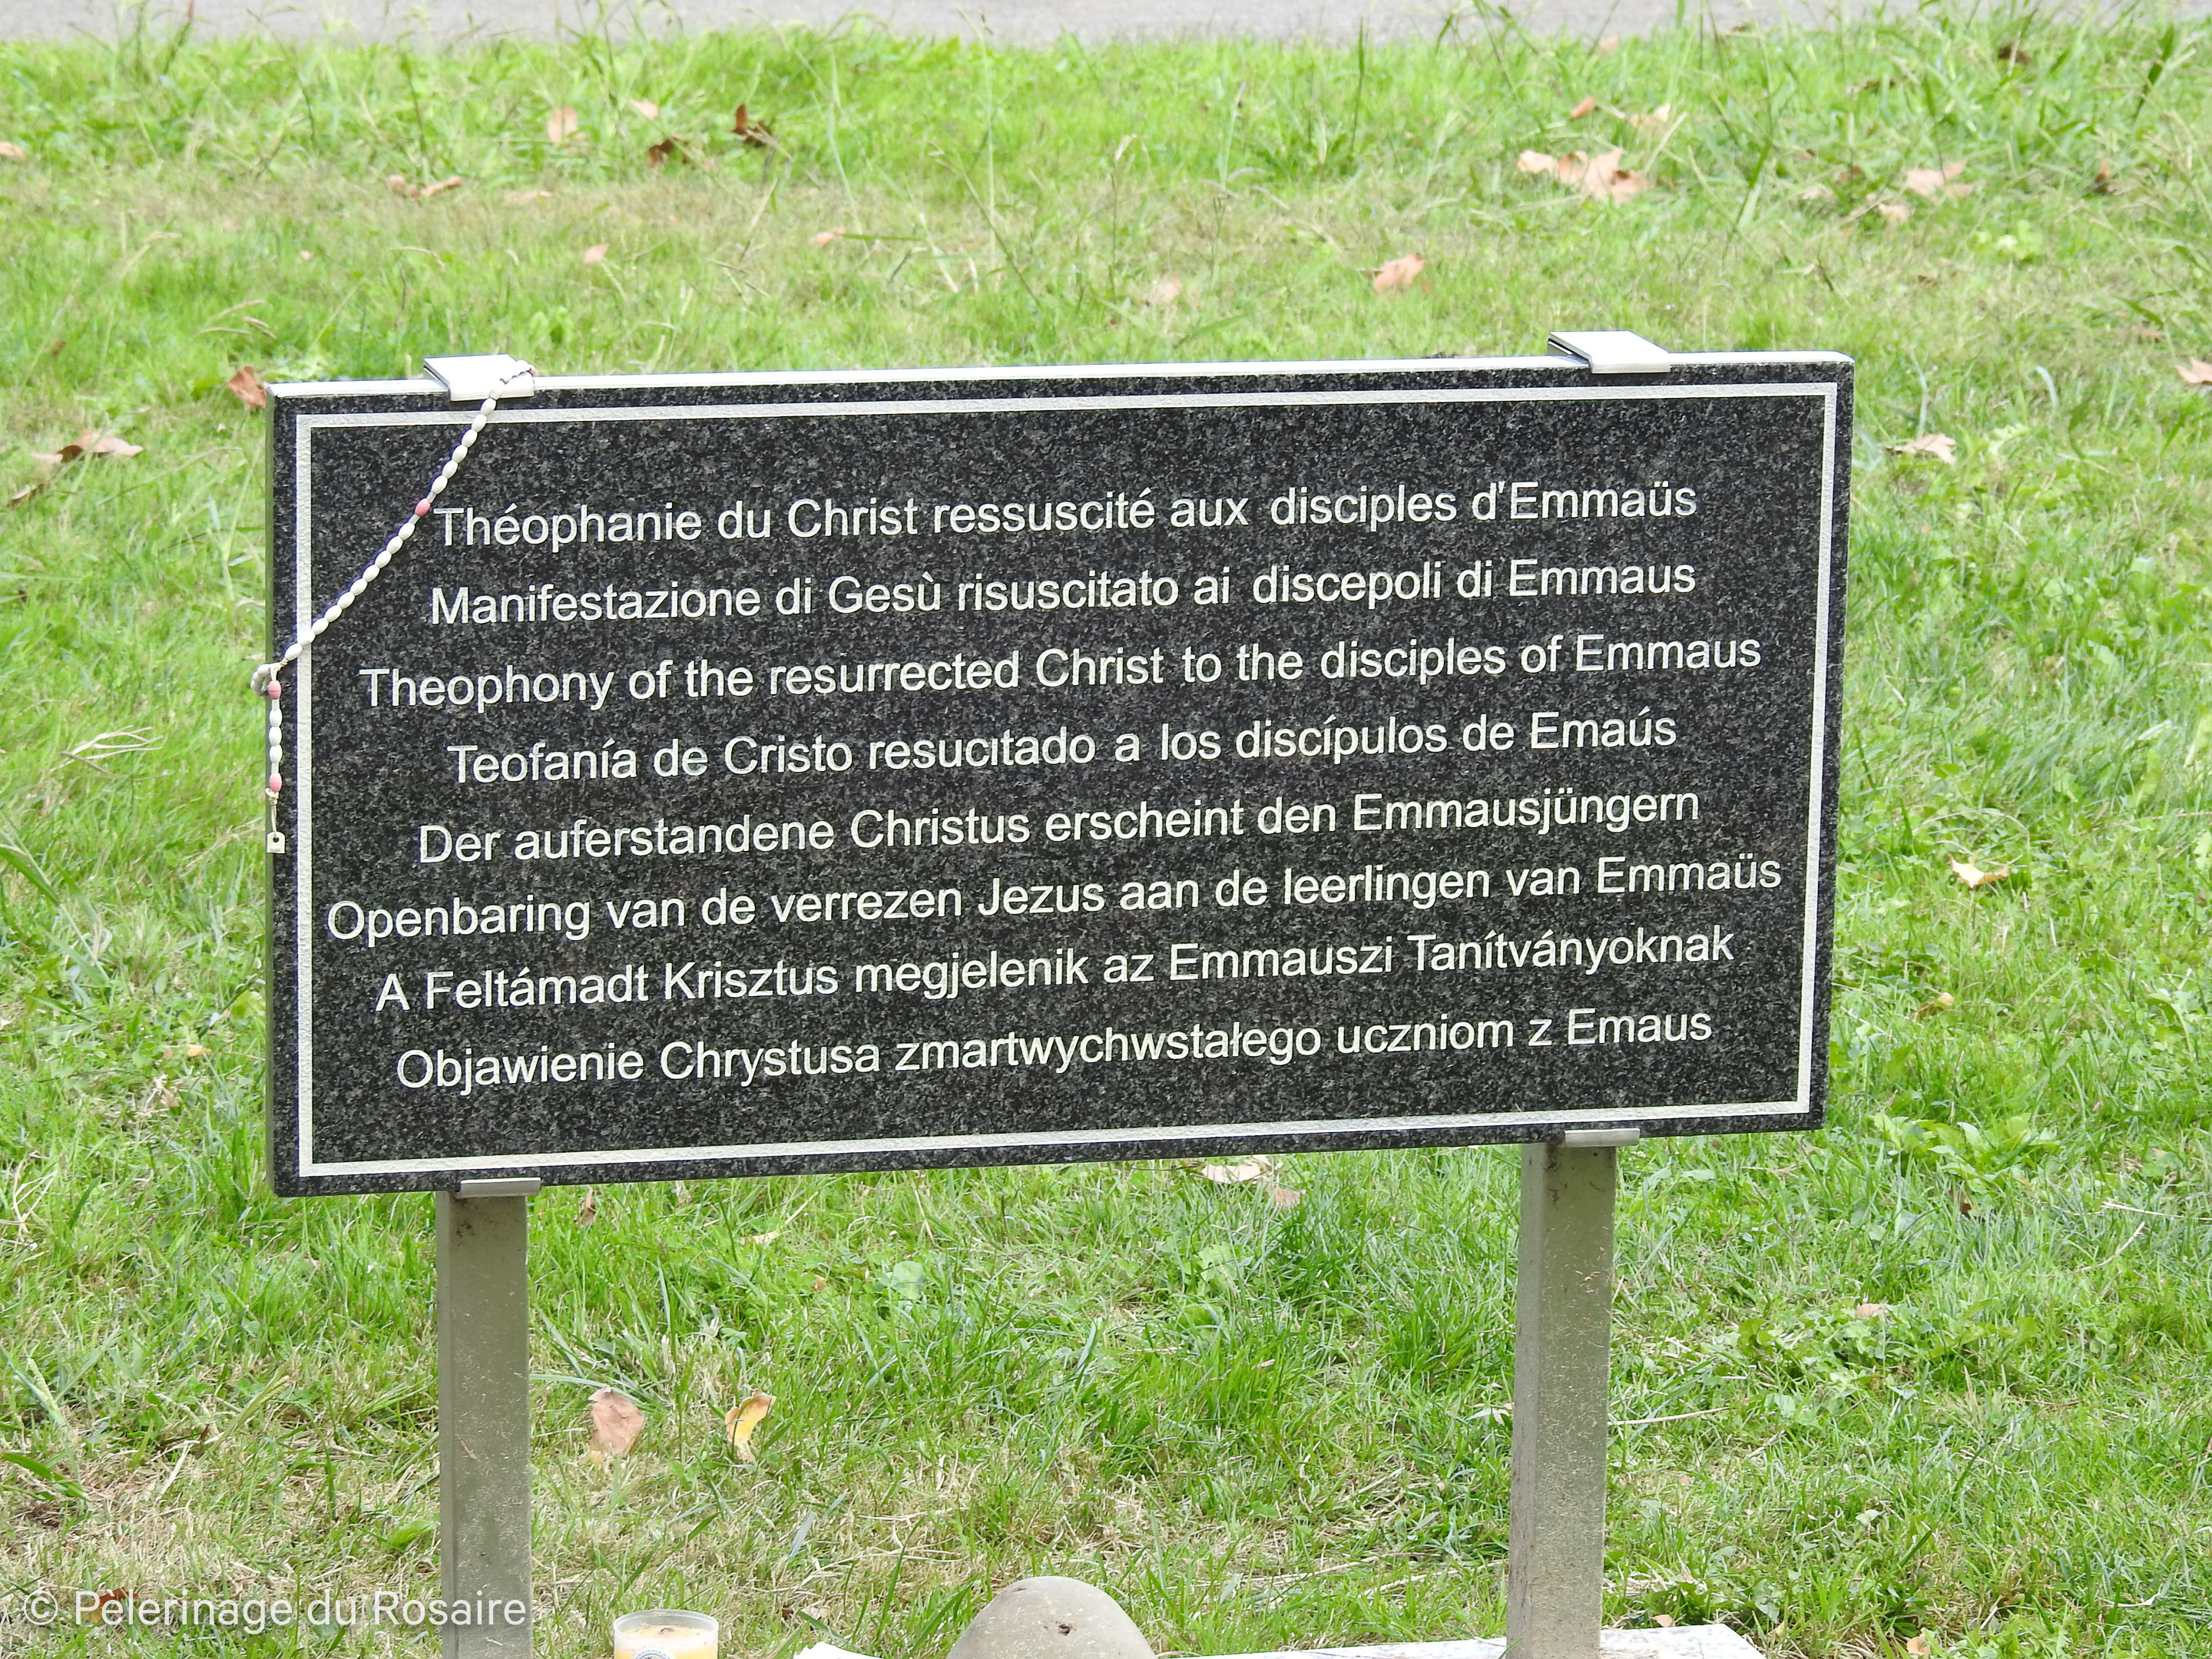 Théophanie du Christ ressuscité aux disciples d'Emmaüs
Manifestazione di Gesù risuscitato ai discepoli di Emmaus
Theophony of the resurrected Christ to the disciples of Emmaus
Teofanía de Cristo resucıtado a los discípulos de Emaús
Der auferstandene Christus erscheint den Emmausjüngern
Openbaring van de verrezen Jezus aan de leerlingen van Emmaüs
A Feltámadt Krisztus megjelenik az Emmauszi Tanítványoknak
Objawienie Chrystusa zmartwychwstałego uczniom z Emaus
© Pelerinage du Rosaire